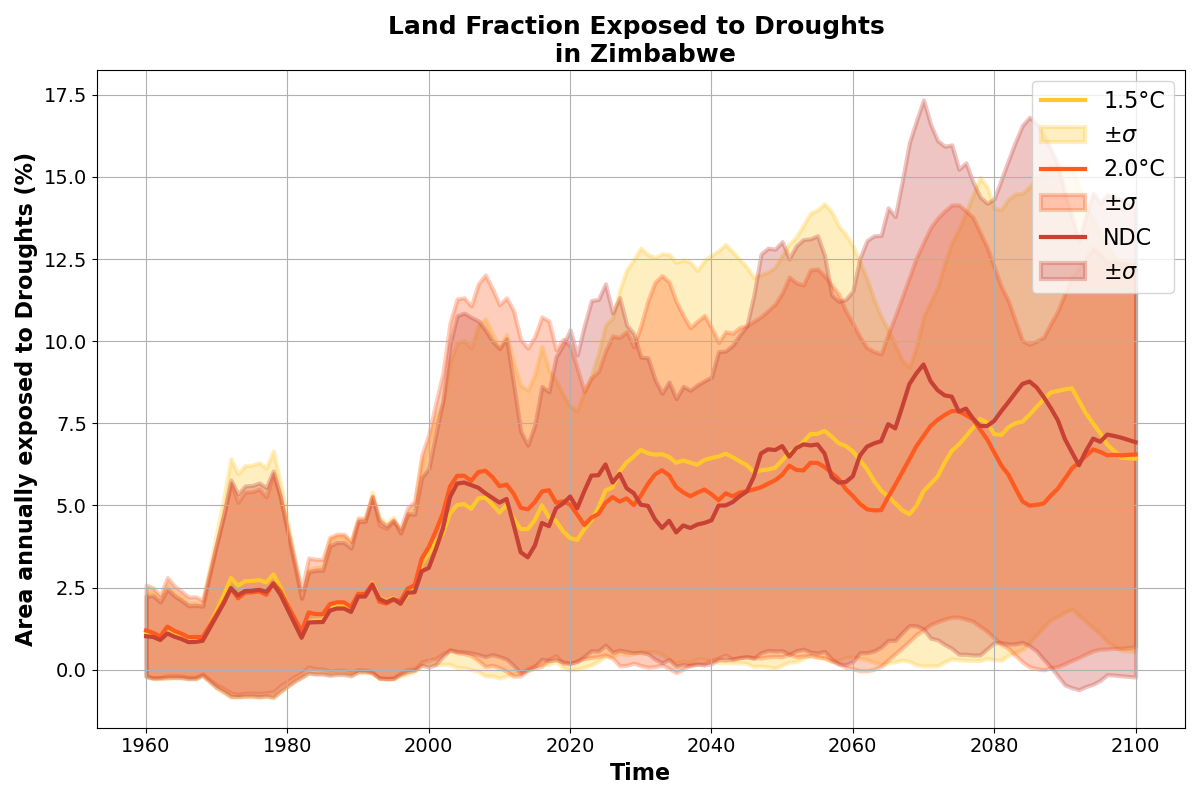 Land Fraction Exposed to Droughts
in Zimbabwe
Area annually exposed to Droughts (%)
17.5
15.0
12.5
10.0
7.5
5.0
2.5
0.0
1.5°C
±σ
2.0°C
±σ
NDC
±σ
1960
1980
2000
2020
2040
2060
2080
2100
Time